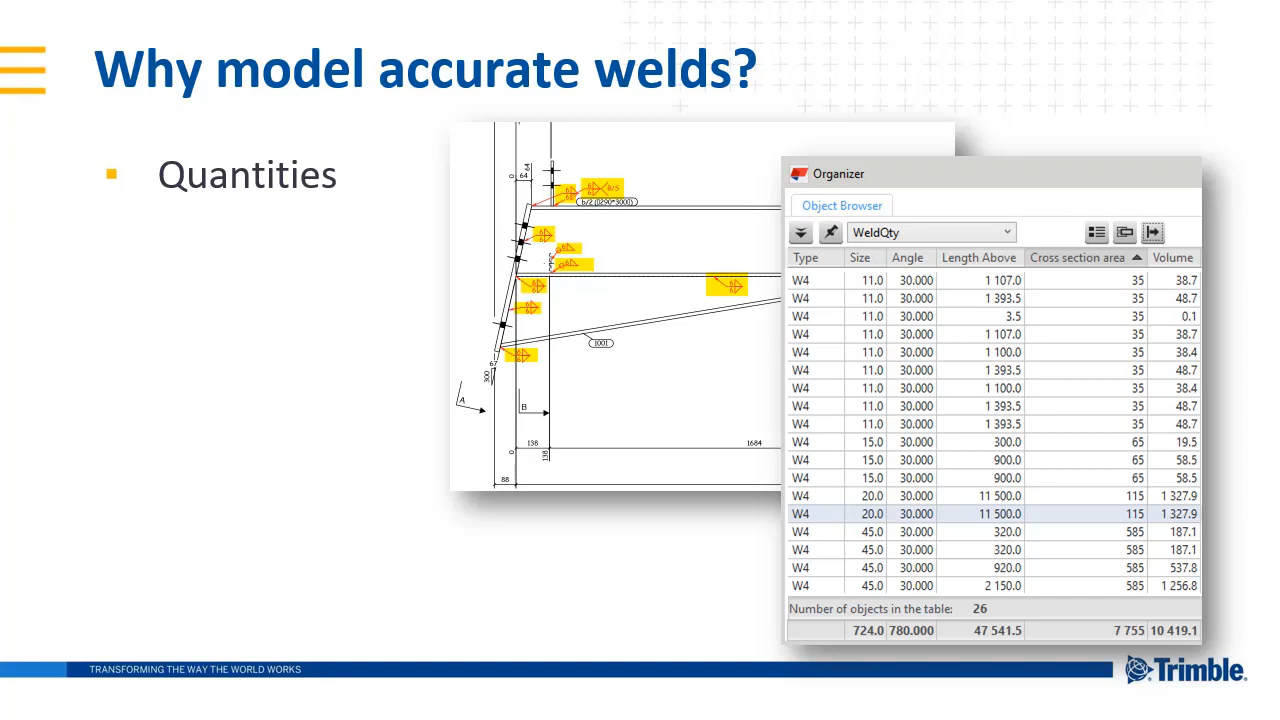 Why model accurate welds?
Quantities
0
64
64
8/S
b/2 (1290*3000)
1001
67
300
A
B
138
1684
0
138
88
Organizer
Object Browser
WeldQty
Type Size Angle Length Above Cross section area Volume
W4 11.0 30.000 1 107.0 35 38.7
W4 11.0 30.000 1 393.5 35 48.7
W4 11.0 30.000 3.5 35 0.1
W4 11.0 30.000 1 107.0 35 38.7
W4 11.0 30.000 1 100.0 35 38.4
W4 11.0 30.000 1 393.5 35 48.7
W4 11.0 30.000 1 100.0 35 38.4
W4 11.0 30.000 1 393.5 35 48.7
W4 11.0 30.000 1 393.5 35 48.7
W4 15.0 30.000 300.0 65 19.5
W4 15.0 30.000 900.0 65 58.5
W4 15.0 30.000 900.0 65 58.5
W4 20.0 30.000 11 500.0 115 1 327.9
W4 20.0 30.000 11 500.0 115 1 327.9
W4 45.0 30.000 320.0 585 187.1
W4 45.0 30.000 320.0 585 187.1
W4 45.0 30.000 920.0 585 537.8
W4 45.0 30.000 2 150.0 585 1 256.8
Number of objects in the table: 26
724.0 780.000 47 541.5 7 755 10 419.1
TRANSFORMING THE WAY THE WORLD WORKS
Trimble.